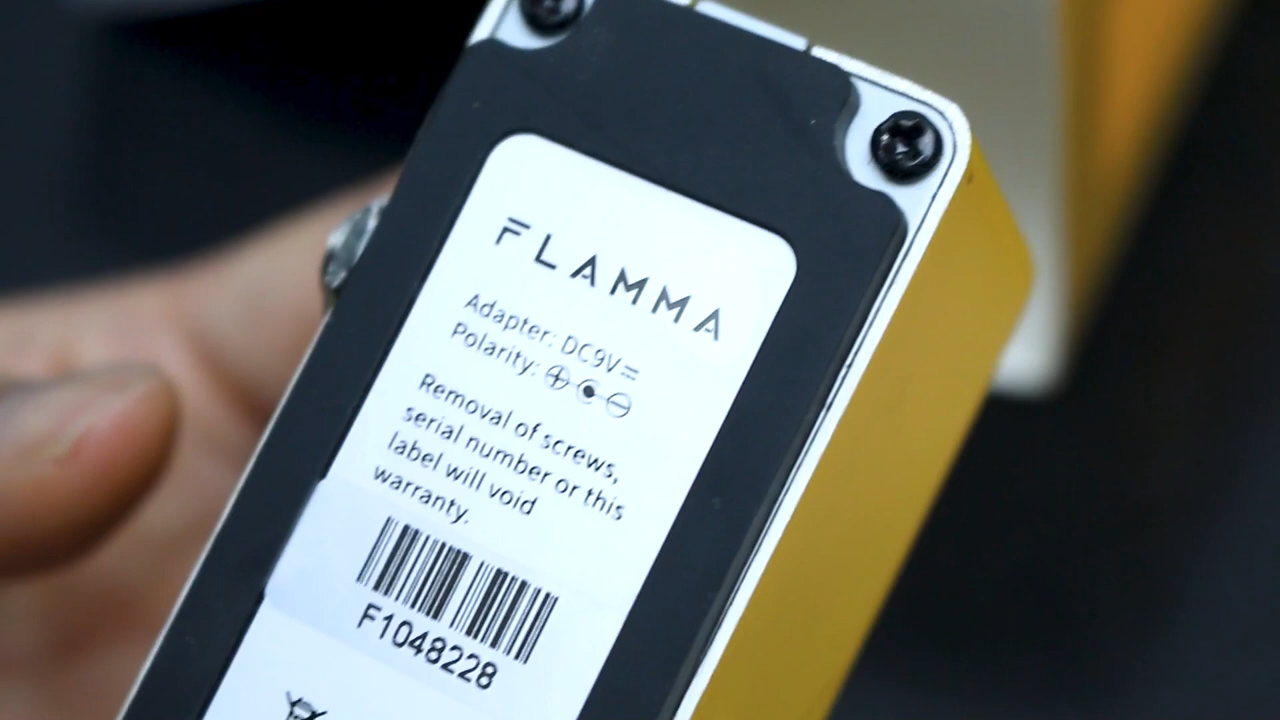 FLAMMA
Adapter: DC9V⎓
Polarity: ⊕●⊖
Removal of screws,
serial number or this
label will void
warranty.
F1048228